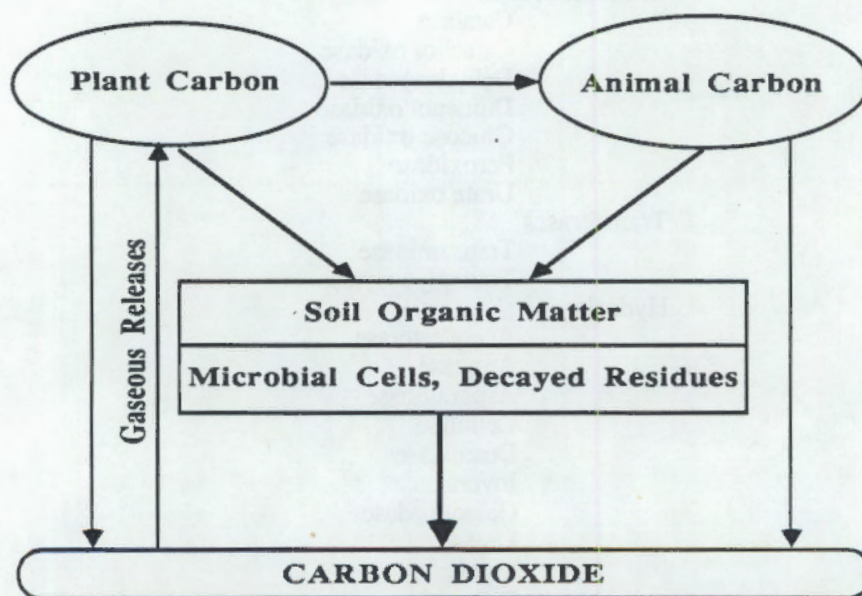 Plant Carbon
Animal Carbon
Gaseous Releases
Soil Organic Matter
Microbial Cells, Decayed Residues
CARBON DIOXIDE